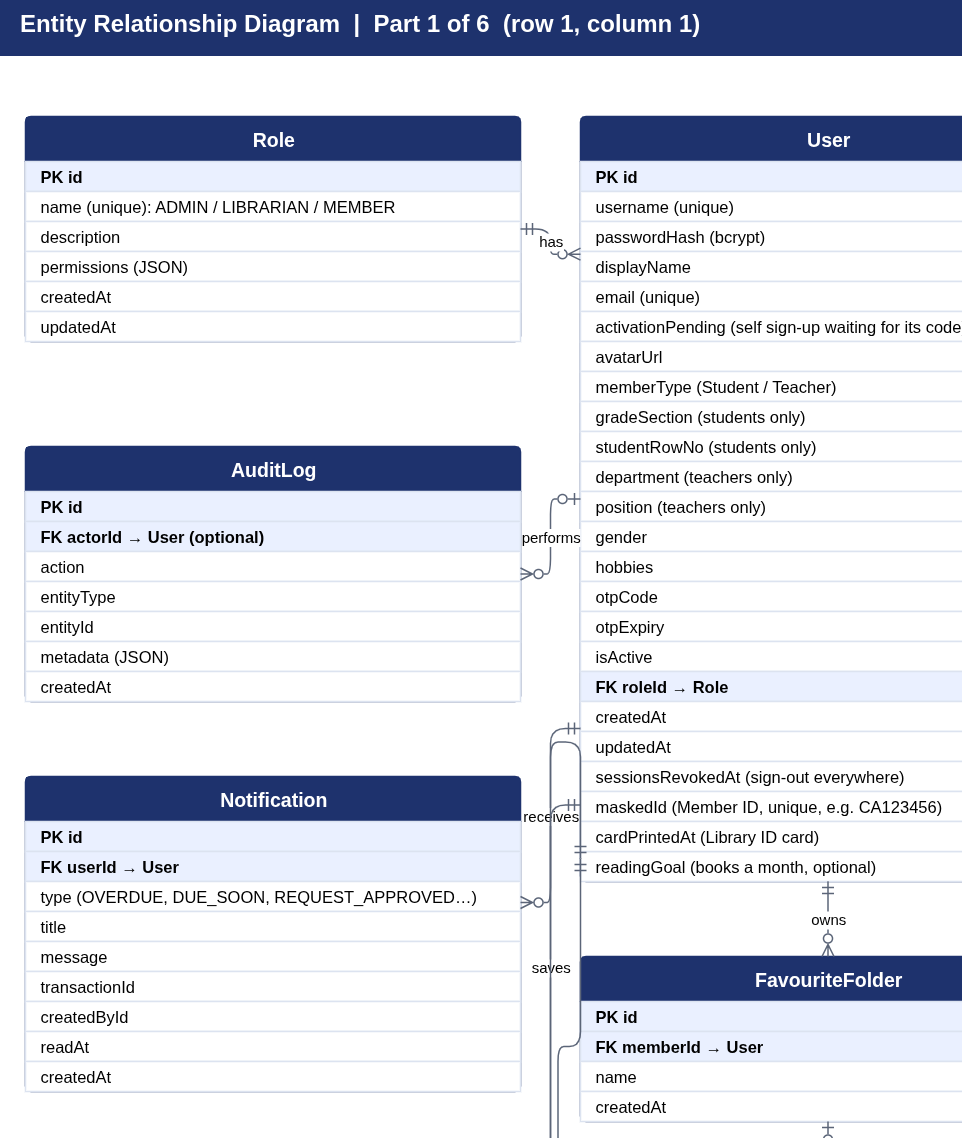 Entity Relationship Diagram | Part 1 of 6 (row 1, column 1)
Role
PK id
name (unique): ADMIN / LIBRARIAN / MEMBER
description
permissions (JSON)
createdAt
updatedAt
has
User
PK id
username (unique)
passwordHash (bcrypt)
displayName
email (unique)
activationPending (self sign-up waiting for its code
avatarUrl
memberType (Student / Teacher)
gradeSection (students only)
studentRowNo (students only)
department (teachers only)
position (teachers only)
gender
hobbies
otpCode
otpExpiry
isActive
FK roleId → Role
createdAt
updatedAt
sessionsRevokedAt (sign-out everywhere)
maskedId (Member ID, unique, e.g. CA123456)
cardPrintedAt (Library ID card)
readingGoal (books a month, optional)
AuditLog
PK id
FK actorId → User (optional)
action
entityType
entityId
metadata (JSON)
createdAt
performs
Notification
PK id
FK userId → User
type (OVERDUE, DUE_SOON, REQUEST_APPROVED…)
title
message
transactionId
createdById
readAt
createdAt
receives
saves
owns
FavouriteFolder
PK id
FK memberId → User
name
createdAt